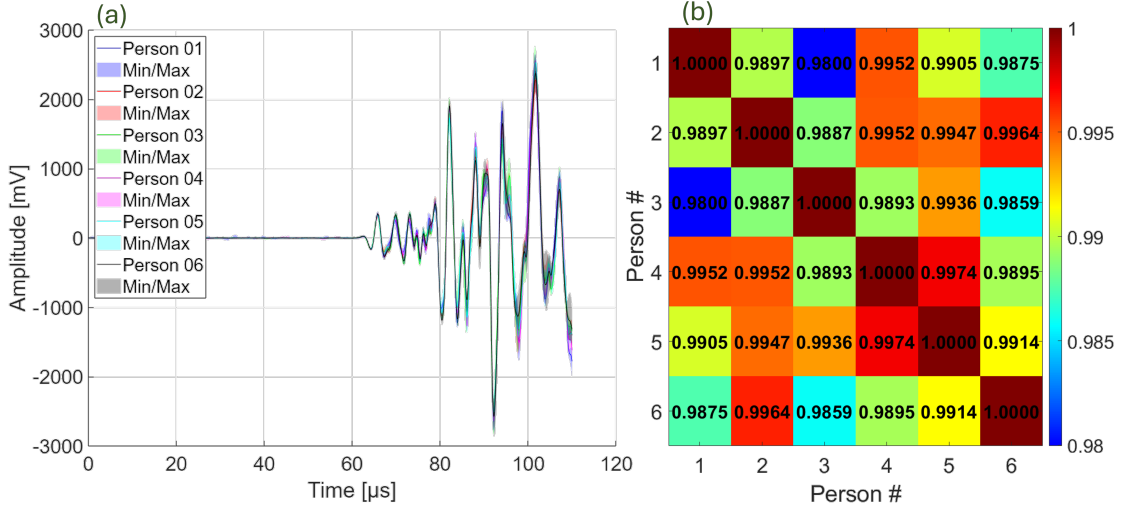 (a)
3000
2000
1000
0
-1000
-2000
-3000
Amplitude [mV]
Person 01
Min/Max
Person 02
Min/Max
Person 03
Min/Max
Person 04
Min/Max
Person 05
Min/Max
Person 06
Min/Max
0 20 40 60 80 100 120
Time [µs]
(b)
Person #
1 1.0000 0.9897 0.9800 0.9952 0.9905 0.9875
2 0.9897 1.0000 0.9887 0.9952 0.9947 0.9964
3 0.9800 0.9887 1.0000 0.9893 0.9936 0.9859
4 0.9952 0.9952 0.9893 1.0000 0.9974 0.9895
5 0.9905 0.9947 0.9936 0.9974 1.0000 0.9914
6 0.9875 0.9964 0.9859 0.9895 0.9914 1.0000
1 2 3 4 5 6
Person #
1
0.995
0.99
0.985
0.98